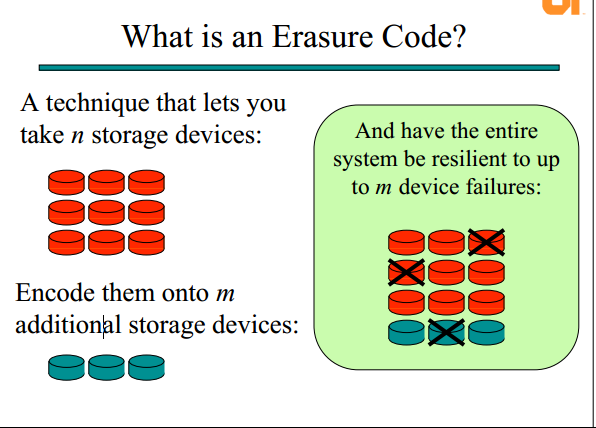 What is an Erasure Code?
A technique that lets you
take n storage devices:
Encode them onto m
additional storage devices:
And have the entire
system be resilient to up
to m device failures: